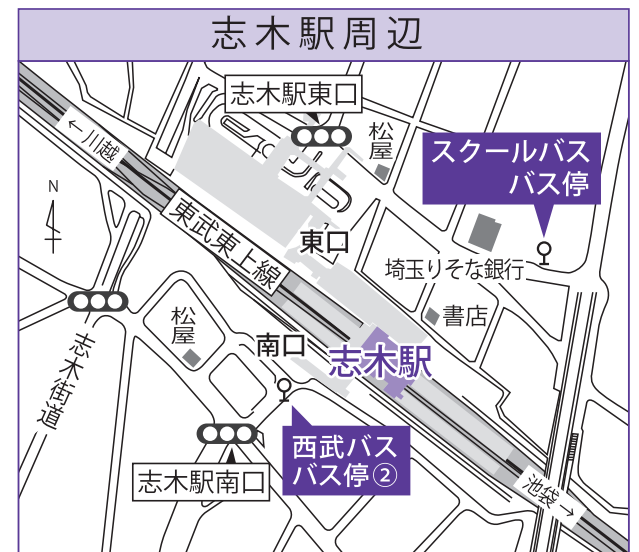 志木駅周辺
志木駅東口
←川越
松屋
スクールバス
バス停
N
東武東上線
東口
埼玉りそな銀行
書店
松屋
南口
志木駅
志木街道
西武バス
バス停②
志木駅南口
池袋→